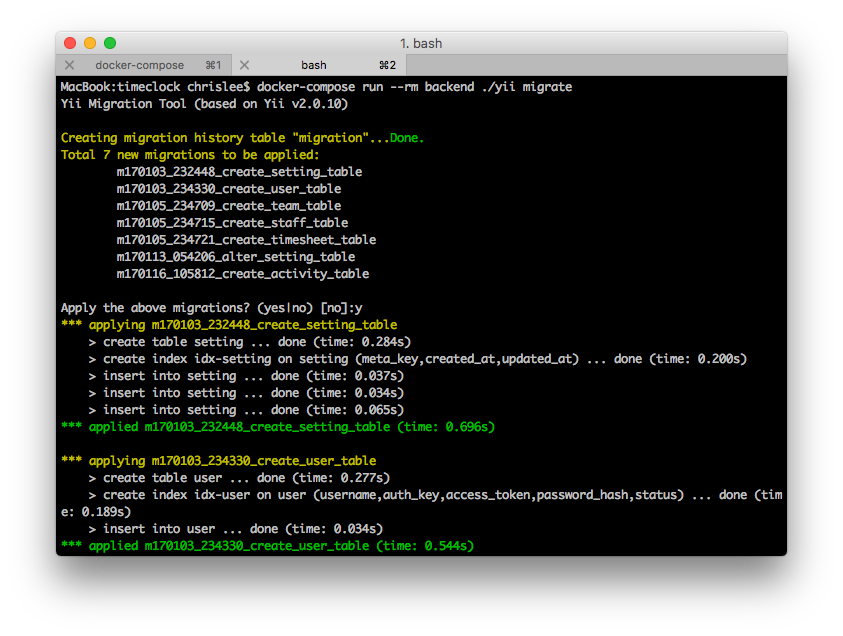 1. bash
docker-compose ⌘1 bash ⌘2
MacBook:timeclock chrislee$ docker-compose run --rm backend ./yii migrate
Yii Migration Tool (based on Yii v2.0.10)
Creating migration history table "migration"...Done.
Total 7 new migrations to be applied:
m170103_232448_create_setting_table
m170103_234330_create_user_table
m170105_234709_create_team_table
m170105_234715_create_staff_table
m170105_234721_create_timesheet_table
m170113_054206_alter_setting_table
m170116_105812_create_activity_table
Apply the above migrations? (yes|no) [no]:y
*** applying m170103_232448_create_setting_table
> create table setting ... done (time: 0.284s)
> create index idx-setting on setting (meta_key,created_at,updated_at) ... done (time: 0.200s)
> insert into setting ... done (time: 0.037s)
> insert into setting ... done (time: 0.034s)
> insert into setting ... done (time: 0.065s)
*** applied m170103_232448_create_setting_table (time: 0.696s)
*** applying m170103_234330_create_user_table
> create table user ... done (time: 0.277s)
> create index idx-user on user (username,auth_key,access_token,password_hash,status) ... done (tim
e: 0.189s)
> insert into user ... done (time: 0.034s)
*** applied m170103_234330_create_user_table (time: 0.544s)